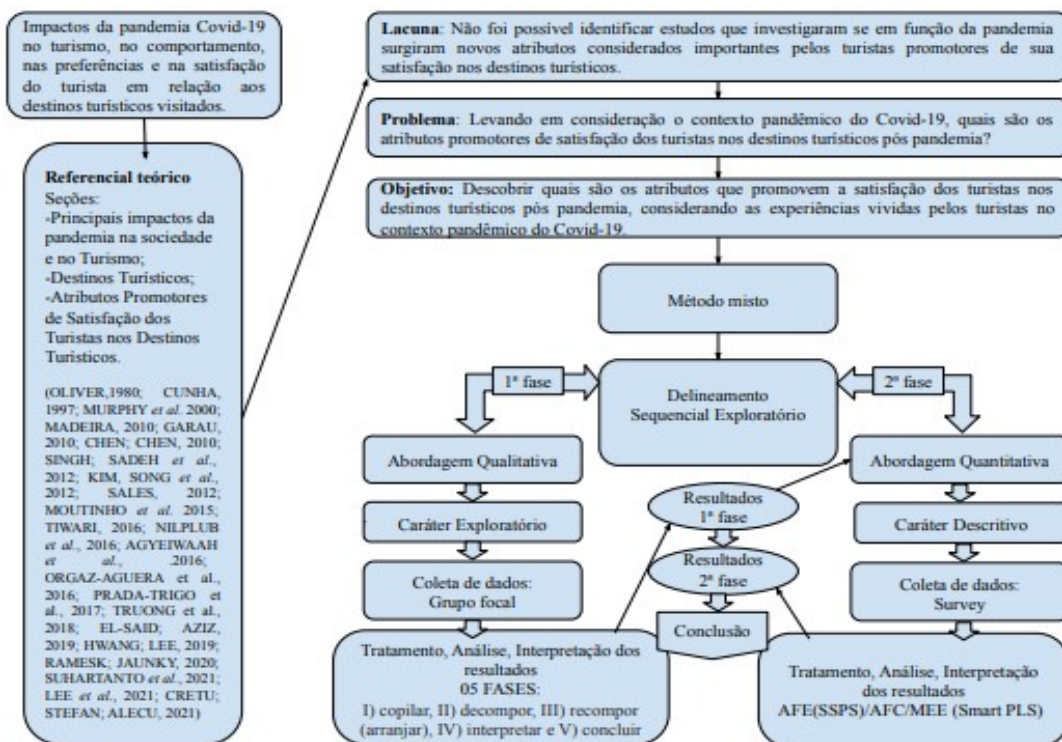 Impactos da pandemia Covid-19
no turismo, no comportamento,
nas preferências e na satisfação
do turista em relação aos
destinos turísticos visitados.
Referencial teórico
Seções:
-Principais impactos da
pandemia na sociedade
e no Turismo;
-Destinos Turísticos;
-Atributos Promotores
de Satisfação dos
Turistas nos Destinos
Turísticos.
(OLIVER,1980; CUNHA,
1997; MURPHY et al. 2000;
MADEIRA, 2010; GARAU,
2010; CHEN; CHEN, 2010;
SINGH; SADEH et al.,
2012; KIM, SONG et al.,
2012; SALES, 2012;
MOUTINHO et al. 2015;
TIWARI, 2016; NILPLUB
et al., 2016; AGYEIWAAH
et al., .2016;
ORGAZ-AGUERA et al.,
2016; PRADA-TRIGO et
al., 2017; TRUONG et al.,
2018; EL-SAID; AZIZ,
2019; HWANG; LEE, 2019;
RAMESK; JAUNKY, 2020;
SUHARTANTO et al., 2021;
LEE et al., 2021; CRETU;
STEFAN; ALECU, 2021)
Lacuna: Não foi possível identificar estudos que investigaram se em função da pandemia
surgiram novos atributos considerados importantes pelos turistas promotores de sua
satisfação nos destinos turísticos.
Problema: Levando em consideração o contexto pandêmico do Covid-19, quais são os
atributos promotores de satisfação dos turistas nos destinos turísticos pós pandemia?
Objetivo: Descobrir quais são os atributos que promovem a satisfação dos turistas nos
destinos turísticos pós pandemia, considerando as experiências vividas pelos turistas no
contexto pandêmico do Covid-19.
Método misto
1ª fase
Delineamento
Sequencial Exploratório
2ª fase
Abordagem Qualitativa
Caráter Exploratório
Coleta de dados:
Grupo focal
Tratamento, Análise, Interpretação dos
resultados
05 FASES:
I) copilar, II) decompor, III) recompor
(arranjar), IV) interpretar e V) concluir
Resultados
1ª fase
Resultados
2ª fase
Conclusão
Abordagem Quantitativa
Caráter Descritivo
Coleta de dados:
Survey
Tratamento, Análise, Interpretação
dos resultados
AFE(SSPS)/AFC/MEE (Smart PLS)